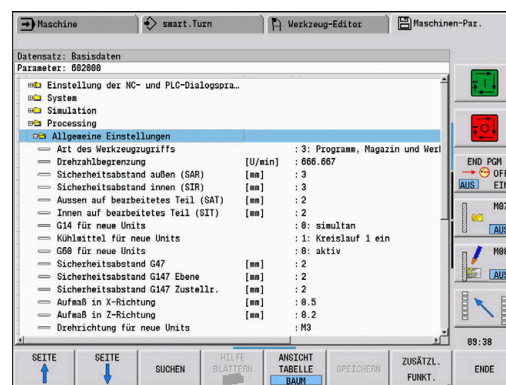 Maschine
smart.Turn
Werkzeug-Editor
Maschinen-Par.
Datensatz: Basisdaten
Parameter: 602000
Einstellung der NC- und PLC-Dialogspra…
System
Simulation
Processing
Allgemeine Einstellungen
Art des Werkzeugzugriffs : 3: Programm, Magazin und Werl
Drehzahlbegrenzung [U/min] : 666.667
Sicherheitsabstand außen (SAR) [mm] : 3
Sicherheitsabstand innen (SIR) [mm] : 3
Aussen auf bearbeitetes Teil (SAT) [mm] : 2
Innen auf bearbeitetes Teil (SIT) [mm] : 2
G14 für neue Units : 0: simultan
Kühlmittel für neue Units : 1: Kreislauf 1 ein
G60 für neue Units : 0: aktiv
Sicherheitsabstand G47 [mm] : 2
Sicherheitsabstand G147 Ebene [mm] : 2
Sicherheitsabstand G147 Zustellr. [mm] : 2
Aufmaß in X-Richtung [mm] : 0.5
Aufmaß in Z-Richtung [mm] : 0.2
Drehrichtung für neue Units : M3
I
O
END PGM
OFF
AUS EIN
M07
AUS
M08
AUS
09:38
SEITE
SEITE
SUCHEN
HILFE
BLÄTTERN
ANSICHT
TABELLE
BAUM
SPEICHERN
ZUSÄTZL.
FUNKT.
ENDE